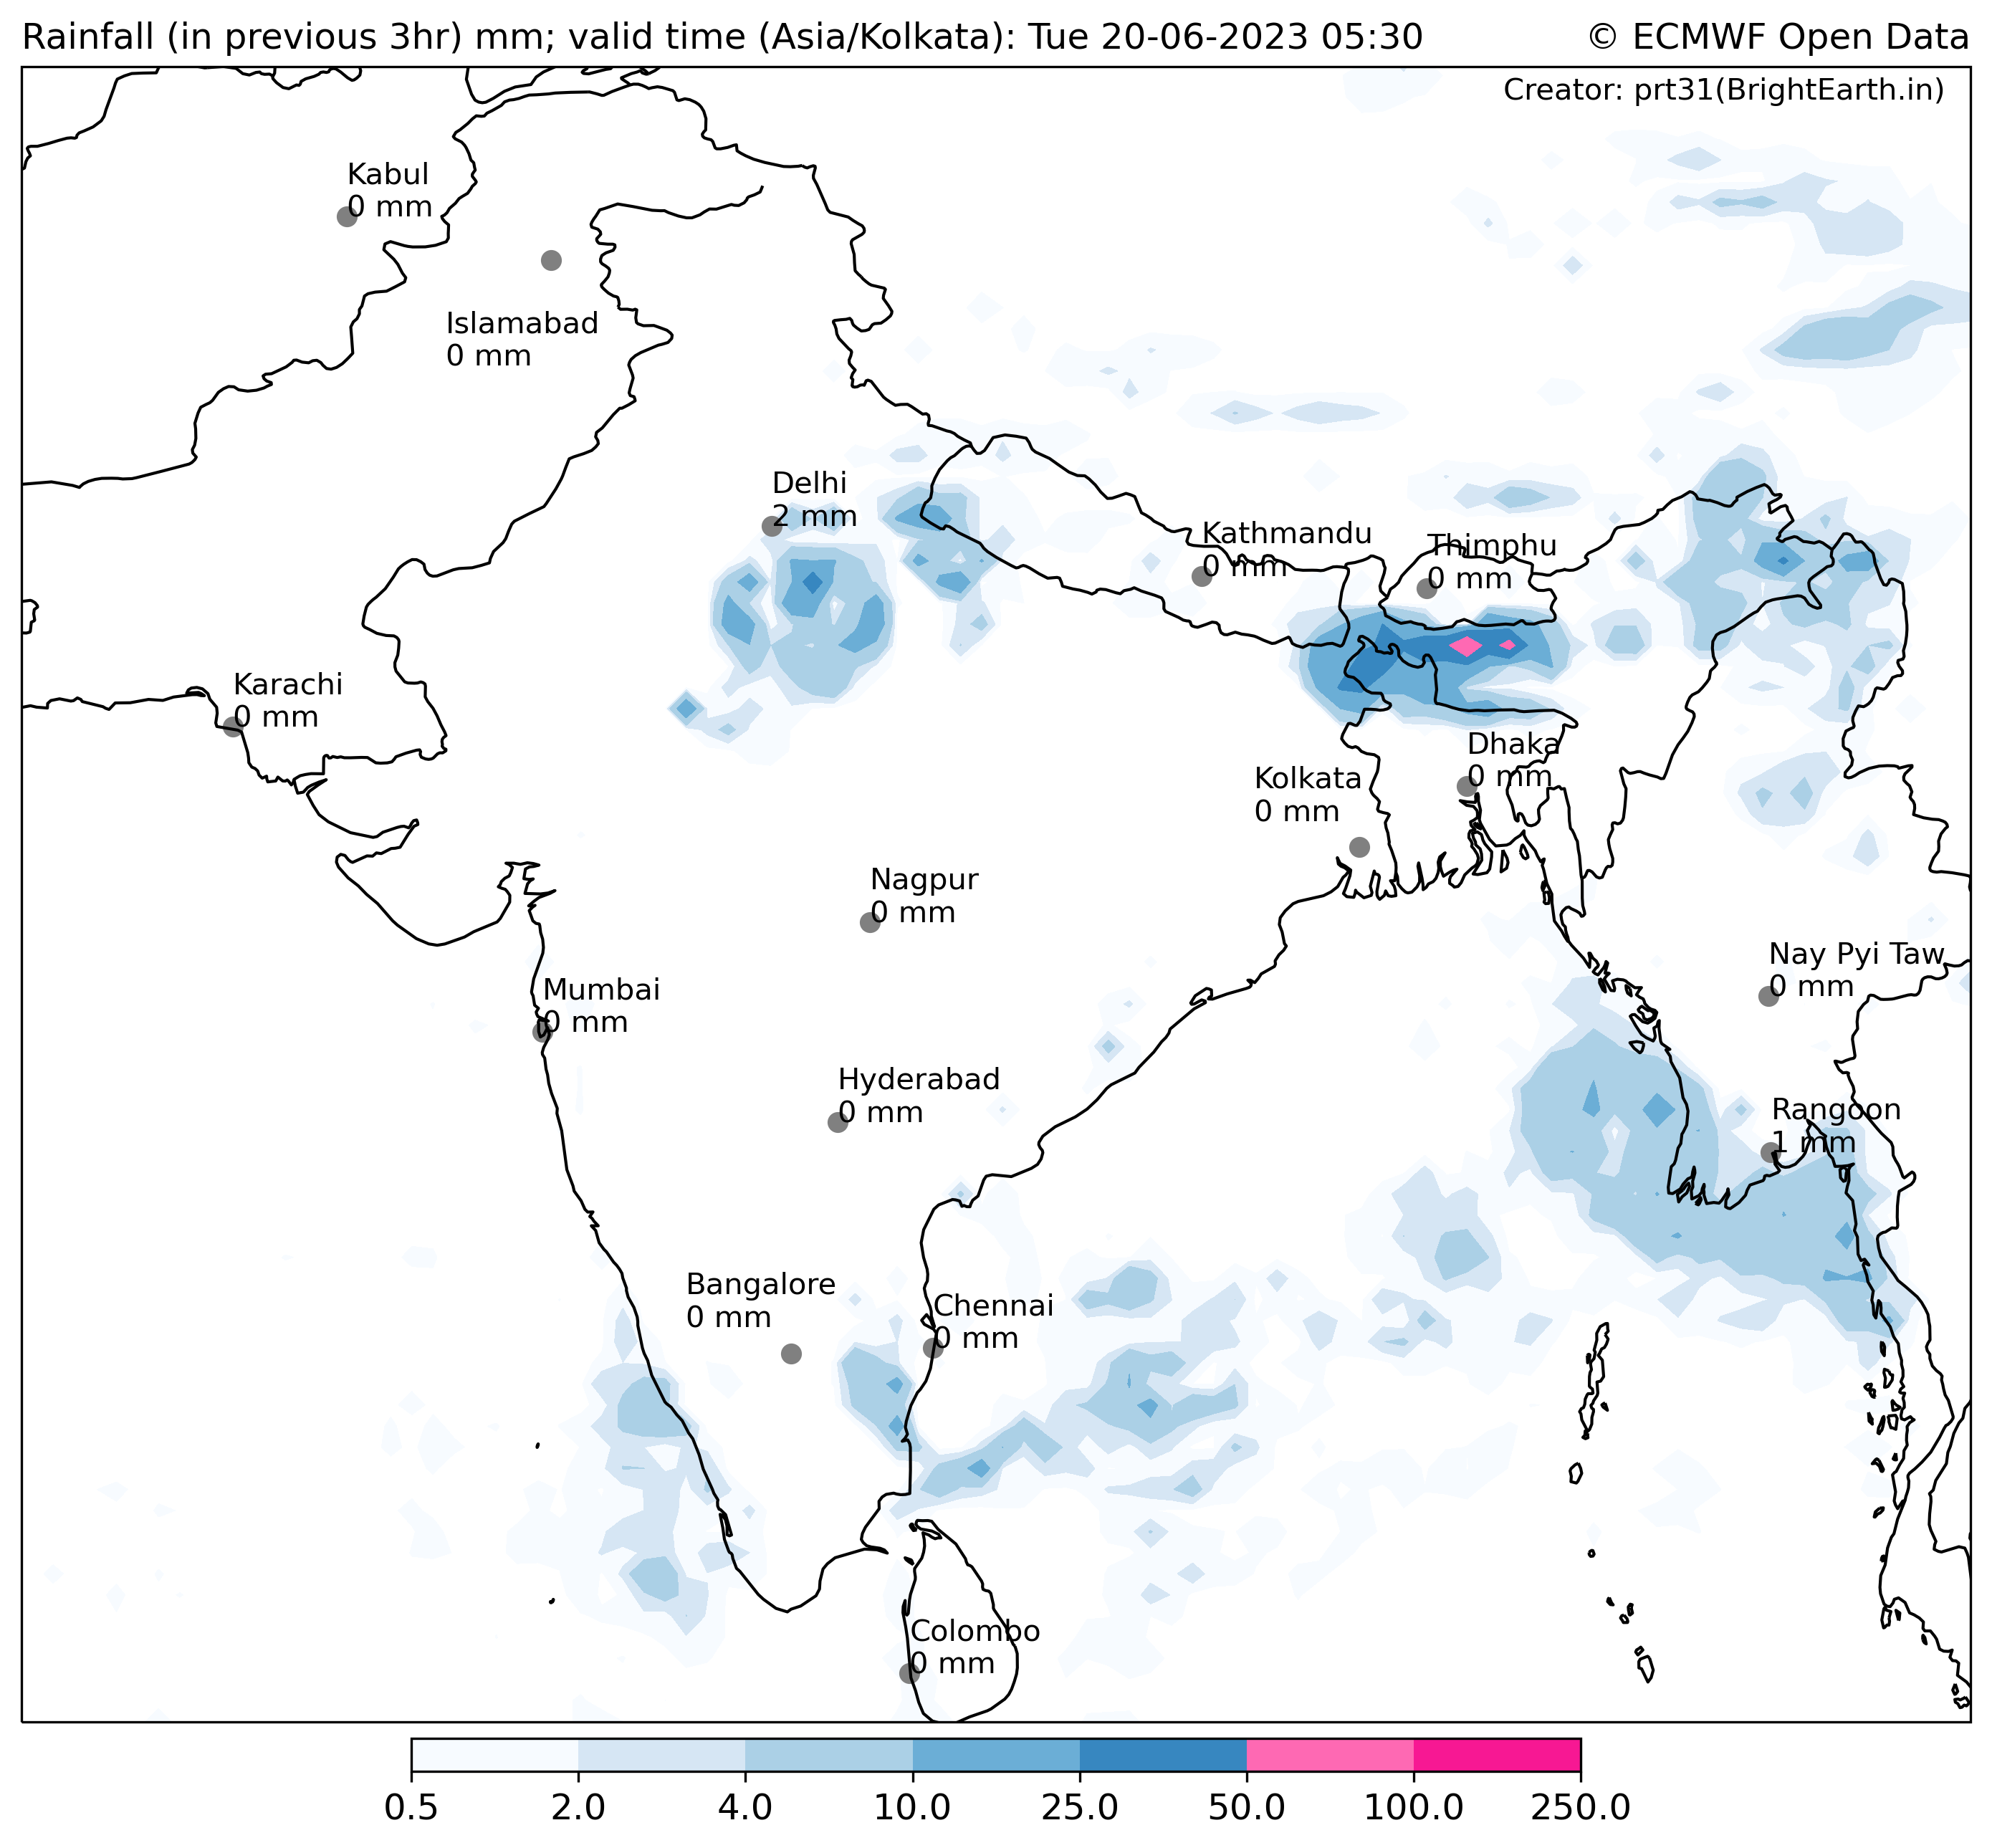 Rainfall (in previous 3hr) mm; valid time (Asia/Kolkata): Tue 20-06-2023 05:30
© ECMWF Open Data
Creator: prt31(BrightEarth.in)
Kabul
0 mm
Islamabad
0 mm
Delhi
2 mm
Kathmandu
0 mm
Thimphu
0 mm
Karachi
0 mm
Dhaka
0 mm
Kolkata
0 mm
Nagpur
0 mm
Nay Pyi Taw
0 mm
Mumbai
0 mm
Hyderabad
0 mm
Rangoon
1 mm
Bangalore
0 mm
Chennai
0 mm
Colombo
0 mm
0.5 2.0 4.0 10.0 25.0 50.0 100.0 250.0